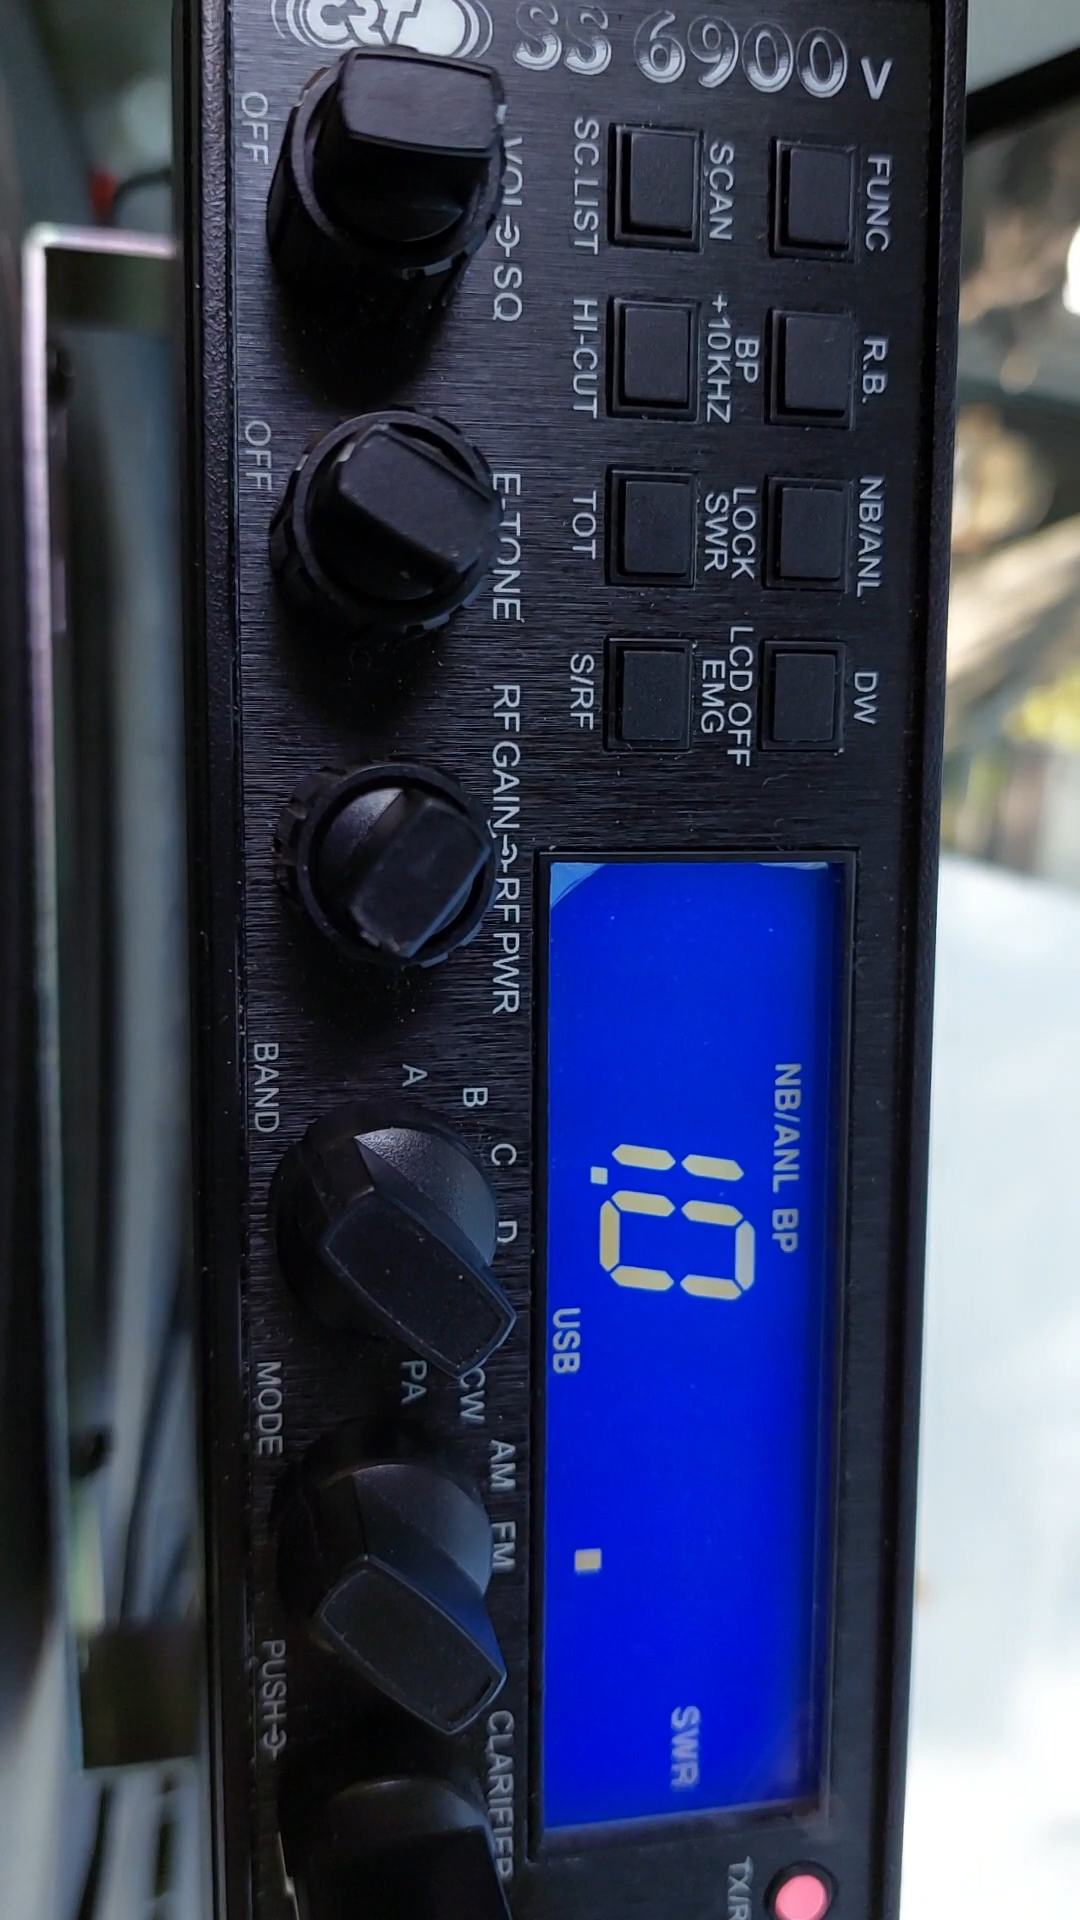 CRT SS 6900 V
FUNC R.B. NB/ANL DW
SCAN BP LOCK LCD OFF
+10KHZ SWR EMG
SC.LIST HI-CUT TOT S/RF
NB/ANL BP
1.0
SWR
USB
TX/R
VOL SQ E-TONE RF GAIN RF PWR
A B C D
PA CW AM FM
CLARIFIER
OFF OFF BAND MODE PUSH